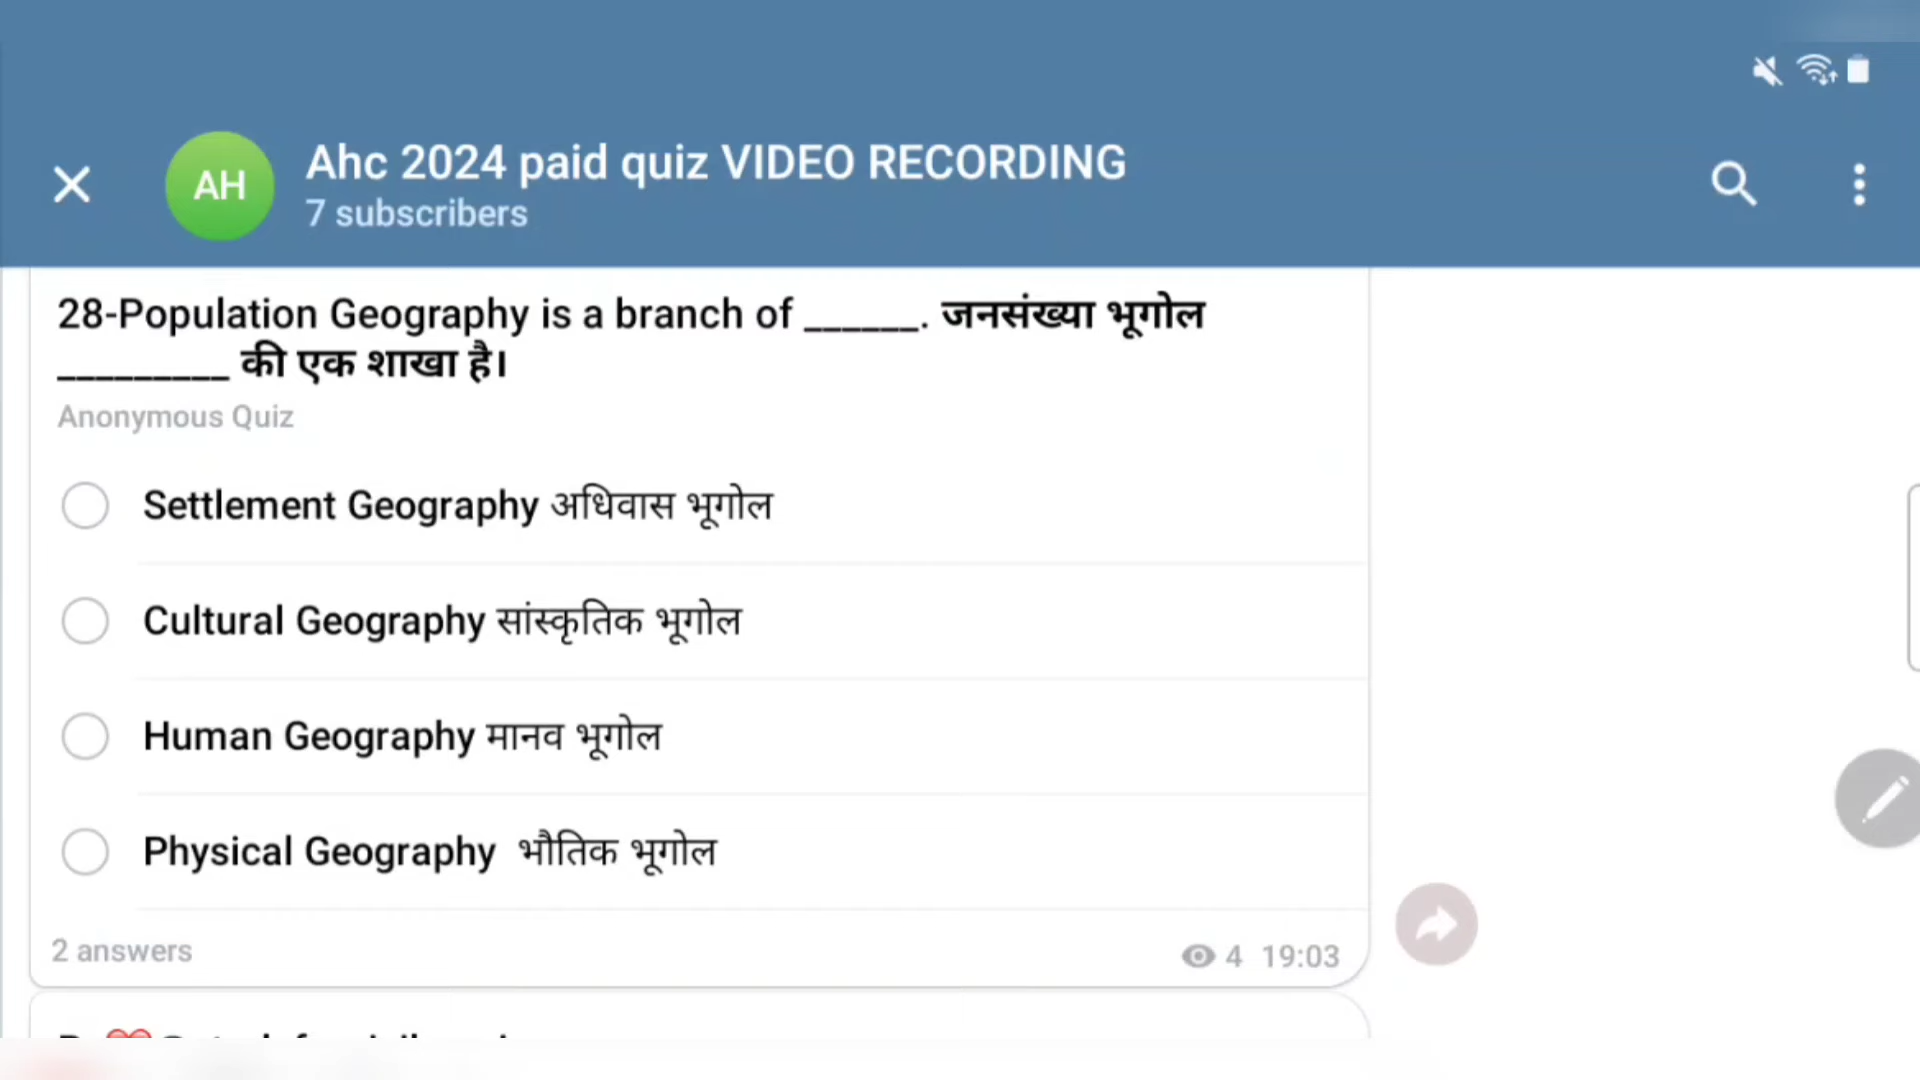 Ahc 2024 paid quiz VIDEO RECORDING
AH
7 subscribers
28-Population Geography is a branch of ______. जनसंख्या भूगोल
_________ की एक शाखा है।
Anonymous Quiz
Settlement Geography अधिवास भूगोल
Cultural Geography सांस्कृतिक भूगोल
Human Geography मानव भूगोल
Physical Geography भौतिक भूगोल
2 answers
4 19:03